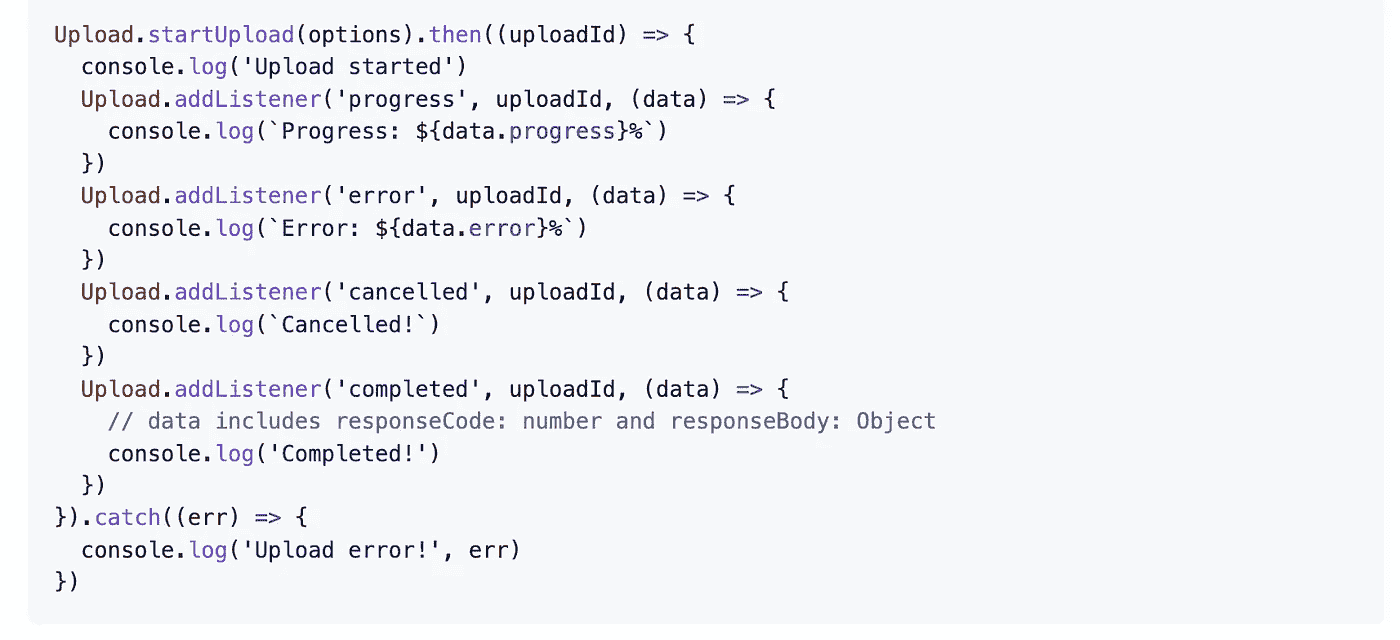 Upload.startUpload(options).then((uploadId) => {
  console.log('Upload started')
  Upload.addListener('progress', uploadId, (data) => {
    console.log(`Progress: ${data.progress}%`)
  })
  Upload.addListener('error', uploadId, (data) => {
    console.log(`Error: ${data.error}%`)
  })
  Upload.addListener('cancelled', uploadId, (data) => {
    console.log(`Cancelled!`)
  })
  Upload.addListener('completed', uploadId, (data) => {
    // data includes responseCode: number and responseBody: Object
    console.log('Completed!')
  })
}).catch((err) => {
  console.log('Upload error!', err)
})